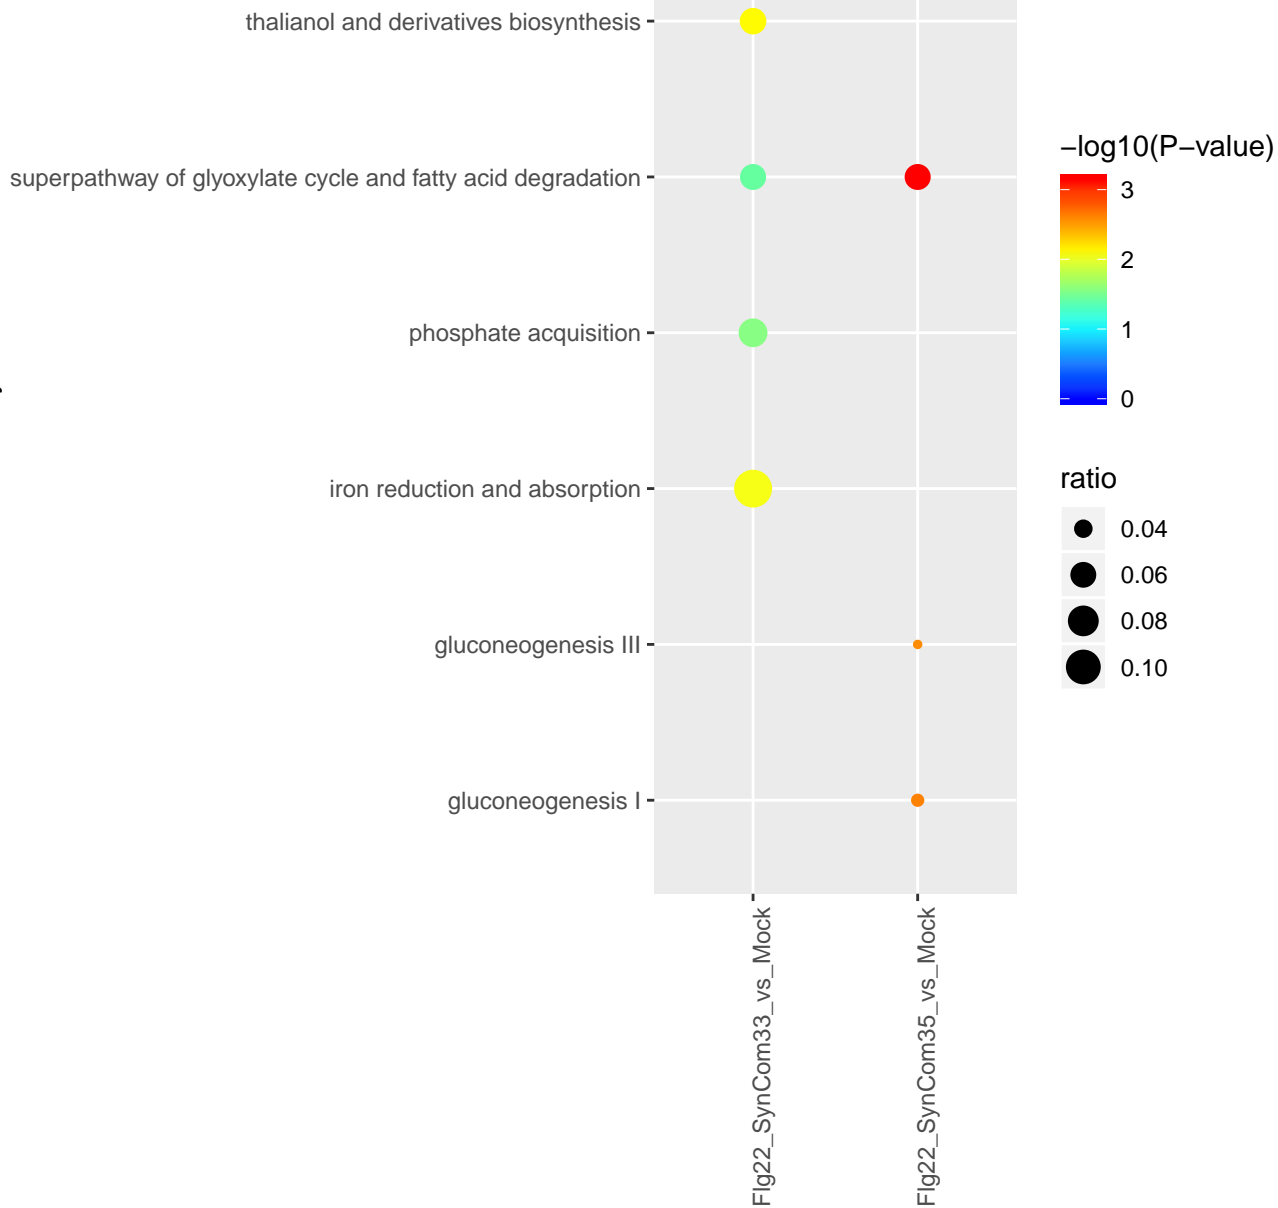 thalianol and derivatives biosynthesis
superpathway of glyoxylate cycle and fatty acid degradation
phosphate acquisition
iron reduction and absorption
gluconeogenesis III
gluconeogenesis I
Flg22_SynCom33_vs_Mock
Flg22_SynCom35_vs_Mock
−log10(P−value)
3
2
1
0
ratio
0.04
0.06
0.08
0.10